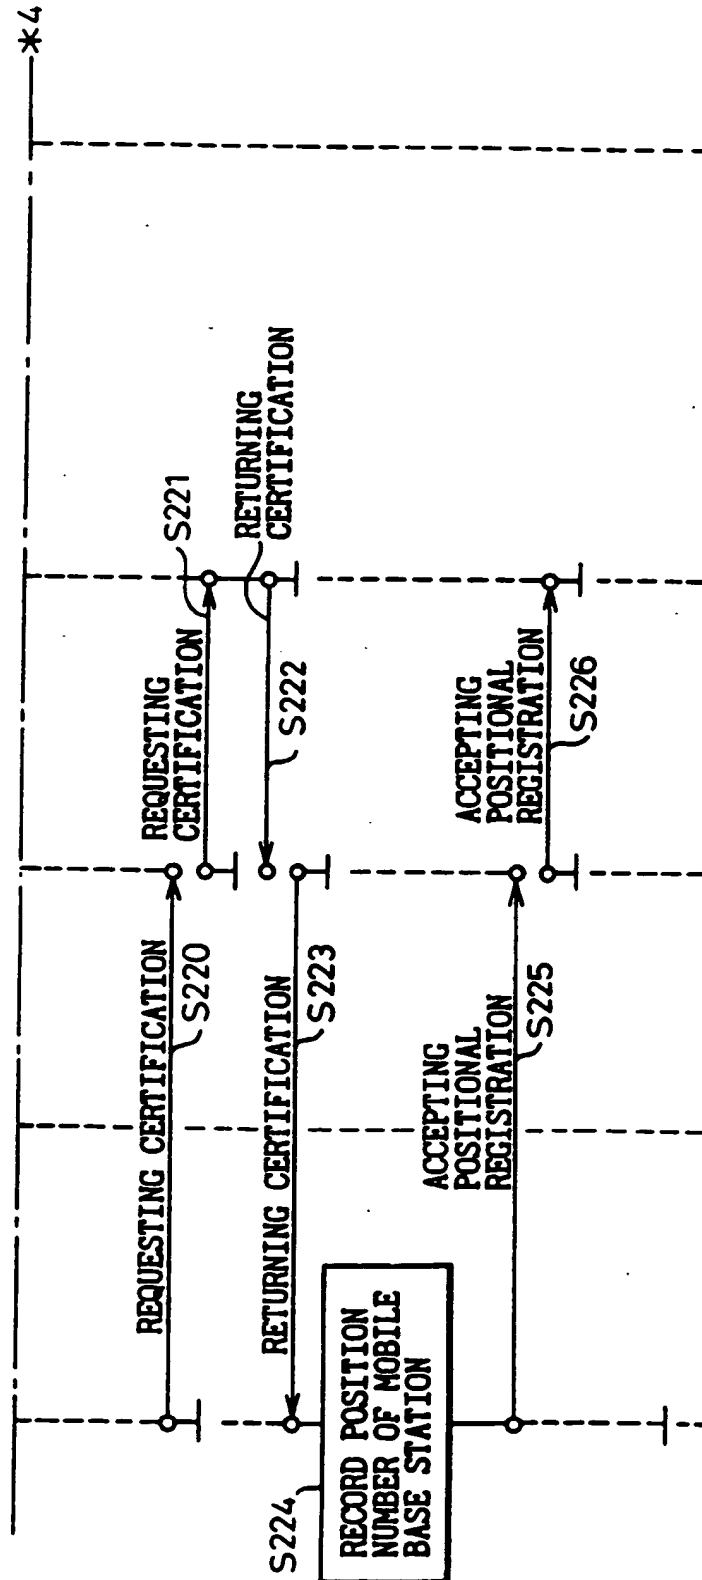 *4
REQUESTING CERTIFICATION
S220
REQUESTING
CERTIFICATION
S221
RETURNING
CERTIFICATION
S222
RETURNING CERTIFICATION
S223
S224
RECORD POSITION
NUMBER OF MOBILE
BASE STATION
ACCEPTING
POSITIONAL
REGISTRATION
S225
ACCEPTING
POSITIONAL
REGISTRATION
S226